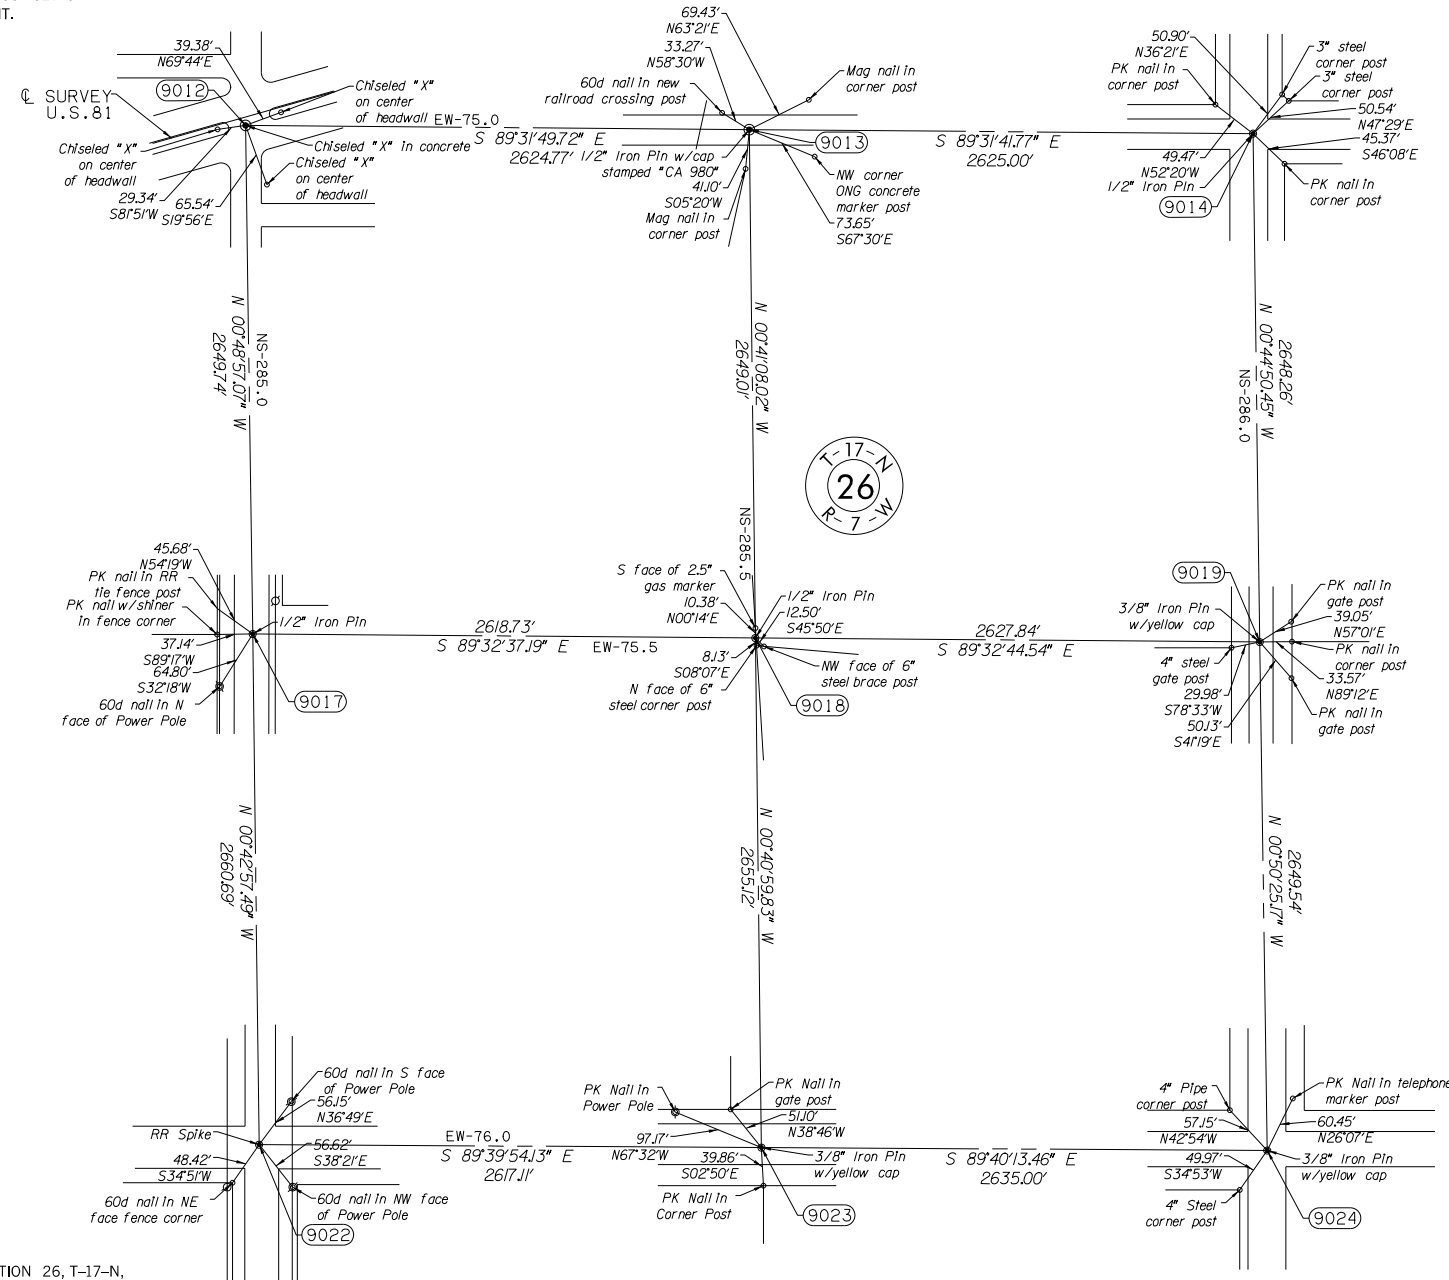 T.
39.38'
N69°44'E
9012
℄ SURVEY
U.S.81
Chiseled "X"
on center
of headwall
Chiseled "X"
on center
of headwall
29.34'
S81°51'W
65.54'
S19°56'E
Chiseled "X" in concrete
Chiseled "X"
on center
of headwall
EW-75.0
S 89°31'49.72" E
2624.77'
69.43'
N63°21'E
33.27'
N58°30'W
60d nail in new
railroad crossing post
Mag nail in
corner post
9013
1/2" Iron Pin w/cap
stamped "CA 980"
41.10'
S05°20'W
Mag nail in
corner post
NW corner
ONG concrete
marker post
73.65'
S67°30'E
S 89°31'41.77" E
2625.00'
50.90'
N36°21'E
PK nail in
corner post
3" steel
corner post
3" steel
corner post
50.54'
N47°29'E
45.37'
S46°08'E
49.47'
N52°20'W
1/2" Iron Pin
9014
PK nail in
corner post
N 00°48'57.07" W
2649.74'
NS-285.0
N 00°41'08.02" W
2649.01'
NS-285.5
N 00°44'50.45" W
2648.26'
NS-286.0
T-17-N
26
R-7-W
45.68'
N54°19'W
PK nail in RR
tie fence post
PK nail w/shiner
in fence corner
37.14'
S89°17'W
64.80'
S32°18'W
60d nail in N
face of Power Pole
1/2" Iron Pin
9017
2618.73'
S 89°32'37.19" E
EW-75.5
S face of 2.5"
gas marker
10.38'
N00°14'E
1/2" Iron Pin
12.50'
S45°50'E
8.13'
S08°07'E
N face of 6"
steel corner post
NW face of 6"
steel brace post
9018
2627.84'
S 89°32'44.54" E
9019
3/8" Iron Pin
w/yellow cap
PK nail in
gate post
39.05'
N57°01'E
PK nail in
corner post
33.57'
N89°12'E
PK nail in
gate post
4" steel
gate post
29.98'
S78°33'W
50.13'
S41°19'E
N 00°42'57.49" W
2660.69'
N 00°40'59.83" W
2655.12'
N 00°50'25.17" W
2649.54'
60d nail in S face
of Power Pole
56.15'
N36°49'E
RR Spike
48.42'
S34°51'W
60d nail in NE
face fence corner
56.62'
S38°21'E
60d nail in NW face
of Power Pole
9022
EW-76.0
S 89°39'54.13" E
2617.11'
PK Nail in
Power Pole
PK Nail in
gate post
51.10'
N38°46'W
97.17'
N67°32'W
39.86'
S02°50'E
PK Nail in
Corner Post
3/8" Iron Pin
w/yellow cap
9023
S 89°40'13.46" E
2635.00'
4" Pipe
corner post
57.15'
N42°54'W
49.97'
S34°53'W
4" Steel
corner post
PK Nail in telephone
marker post
60.45'
N26°07'E
3/8" Iron Pin
w/yellow cap
9024
TION 26, T-17-N,